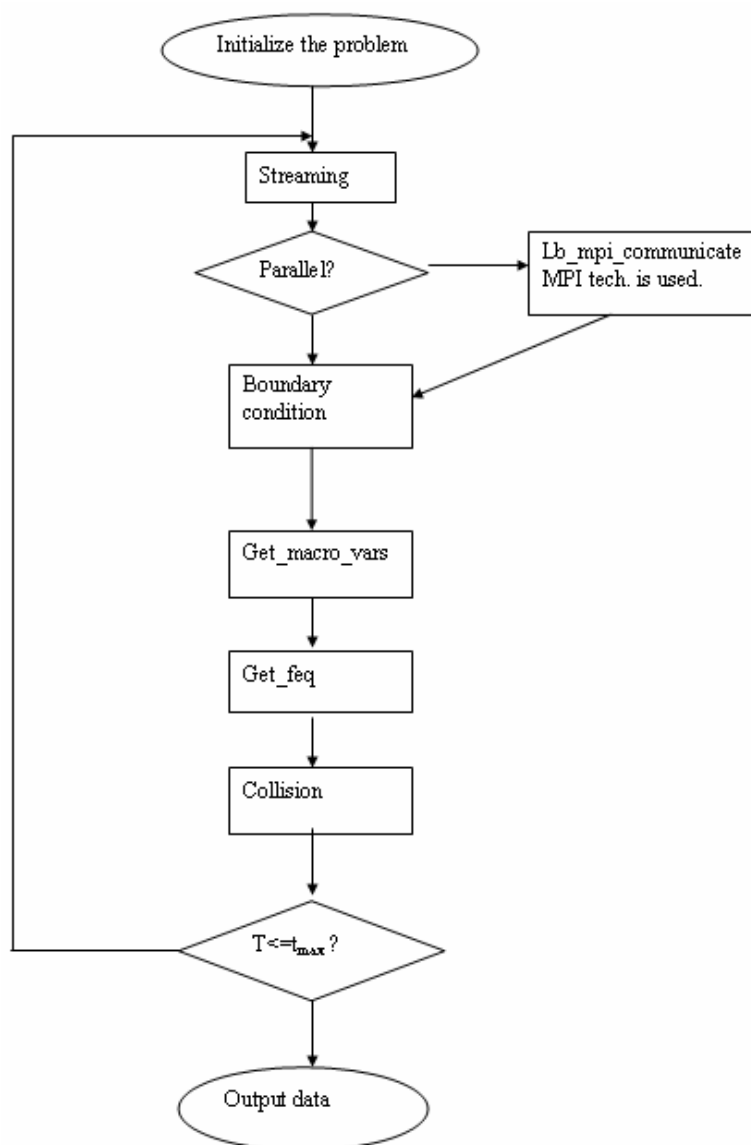 Initialize the problem
Streaming
Parallel?
Lb_mpi_communicate
MPI tech. is used.
Boundary
condition
Get_macro_vars
Get_feq
Collision
T<=tmax ?
Output data